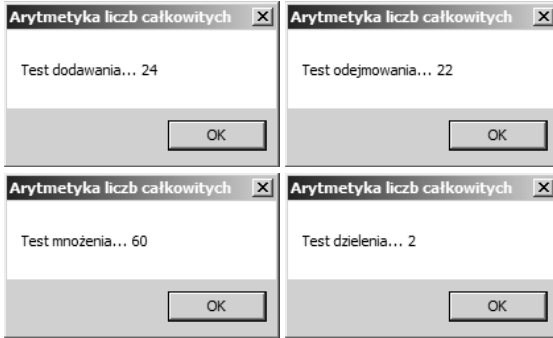 Arytmetyka liczb całkowitych
Test dodawania... 24
OK
Arytmetyka liczb całkowitych
Test odejmowania... 22
OK
Arytmetyka liczb całkowitych
Test mnożenia... 60
OK
Arytmetyka liczb całkowitych
Test dzielenia... 2
OK